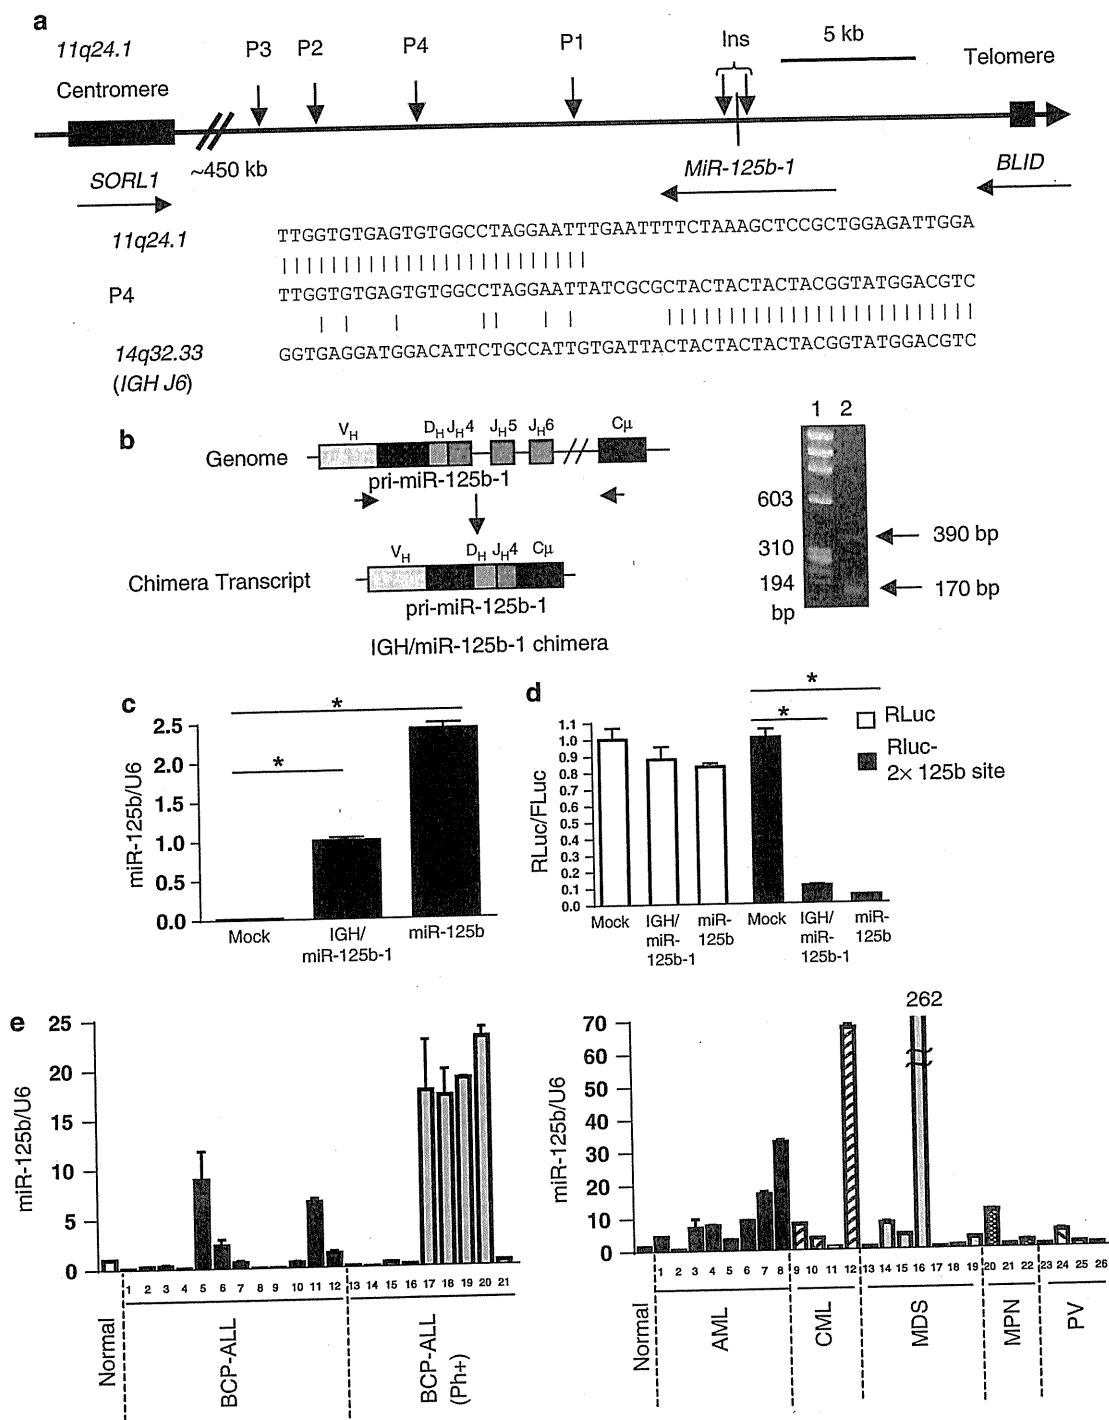 a
11q24.1
P3 P2 P4 P1 Ins 5 kb
Centromere Telomere
~450 kb
SORL1 MiR-125b-1 BLID
11q24.1 TTGGTGTGAGTGTGGCCTAGGAATTTGAATTTTCTAAAGCTCCGCTGGAGATTGGA
P4 TTGGTGTGAGTGTGGCCTAGGAATTATCGCGCTACTACTACTACGGTATGGACGTC
14q32.33 GGTGAGGATGGACATTCTGCCATTGTGATTACTACTACTACTACGGTATGGACGTC
(IGH J6)
b
VH DH JH4 JH5 JH6 Cμ
Genome
pri-miR-125b-1
VH DH JH4 Cμ
Chimera Transcript
pri-miR-125b-1
IGH/miR-125b-1 chimera
1 2
603
390 bp
310
194 170 bp
bp
c
miR-125b/U6
2.5
2.0
1.5
1.0
0.5
0.0
* *
Mock IGH/ miR-125b
miR-125b-1
d
RLuc/FLuc
1.1
1.0
0.9
0.8
0.7
0.6
0.5
0.4
0.3
0.2
0.1
0.0
* *
RLuc
Rluc-
2× 125b site
Mock IGH/ miR- Mock IGH/ miR-
miR- 125b miR- 125b
125b-1 125b-1
e
miR-125b/U6
25
20
15
10
5
0
1 2 3 4 5 6 7 8 9 10 11 12 13 14 15 16 17 18 19 20 21
Normal
BCP-ALL
BCP-ALL
(Ph+)
262
miR-125b/U6
70
60
50
40
30
20
10
0
1 2 3 4 5 6 7 8 9 10 11 12 13 14 15 16 17 18 19 20 21 22 23 24 25 26
Normal
AML
CML
MDS
MPN
PV